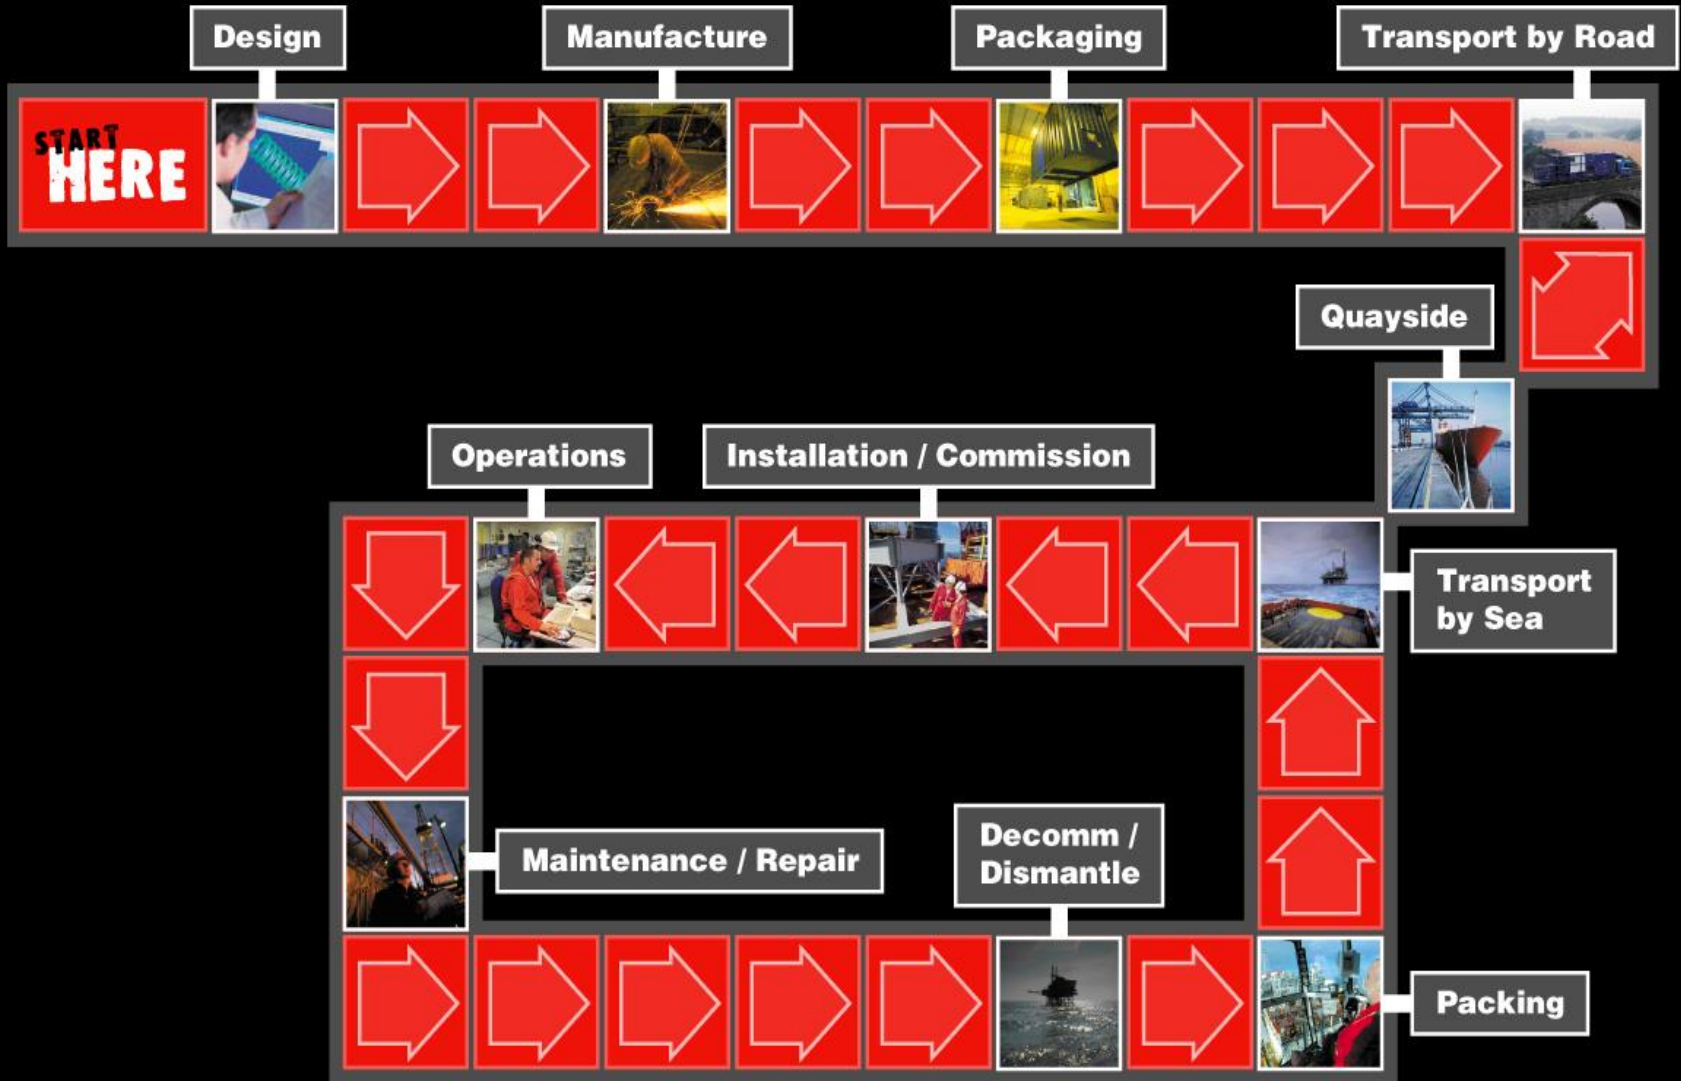 Design
Manufacture
Packaging
Transport by Road
START
HERE
Quayside
Operations
Installation / Commission
Transport
by Sea
Maintenance / Repair
Decomm /
Dismantle
Packing